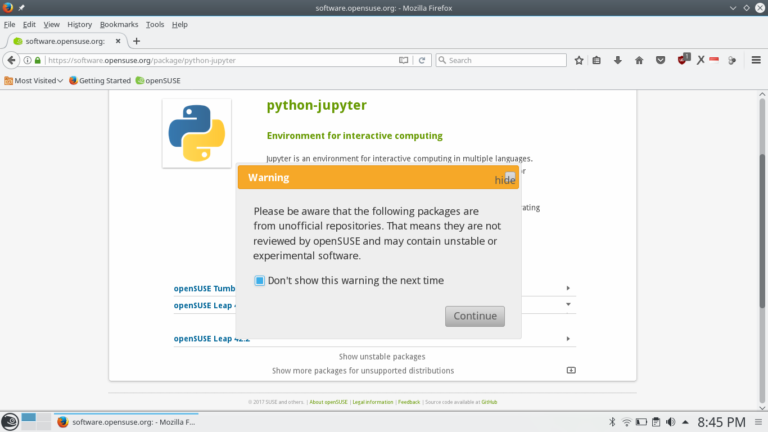 software.opensuse.org: - Mozilla Firefox
File Edit View History Bookmarks Tools Help
software.opensuse.org:
https://software.opensuse.org/package/python-jupyter
Search
1
Most Visited Getting Started openSUSE
python-jupyter
Environment for interactive computing
Jupyter is an environment for interactive computing in multiple languages.
or
Warning
hide
ating
Please be aware that the following packages are
from unofficial repositories. That means they are not
reviewed by openSUSE and may contain unstable or
experimental software.
Don't show this warning the next time
openSUSE Tumb
openSUSE Leap
Continue
openSUSE Leap 42.2
Show unstable packages
Show more packages for unsupported distributions
© 2017 SUSE and others. | About openSUSE | Legal information | Feedback | Source code available at GitHub
software.opensuse.org: - Mozilla F...
8:45 PM